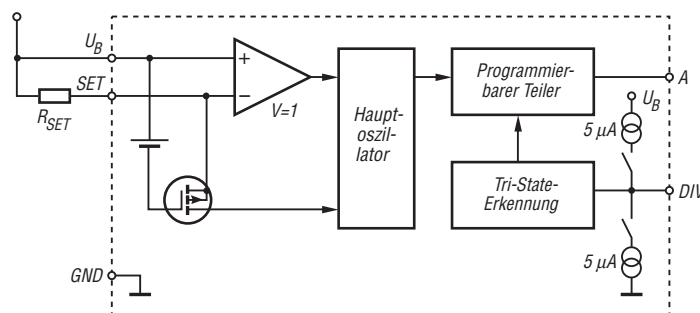 U_B
SET
R_SET
GND
+
−
V=1
Haupt-
oszil-
lator
Programmier-
barer Teiler
Tri-State-
Erkennung
A
U_B
5 µA
DIV
5 µA